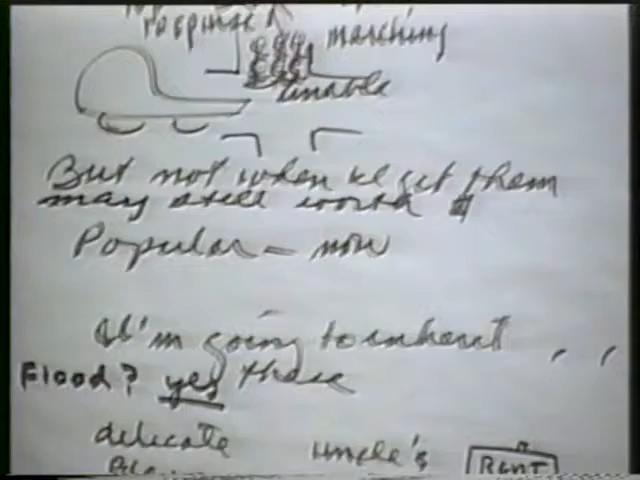 marching
unable
But not when we get them
may still worth
Popular - now
I'm going to inherit , ,
Flood? yes these
delicate uncle's RENT